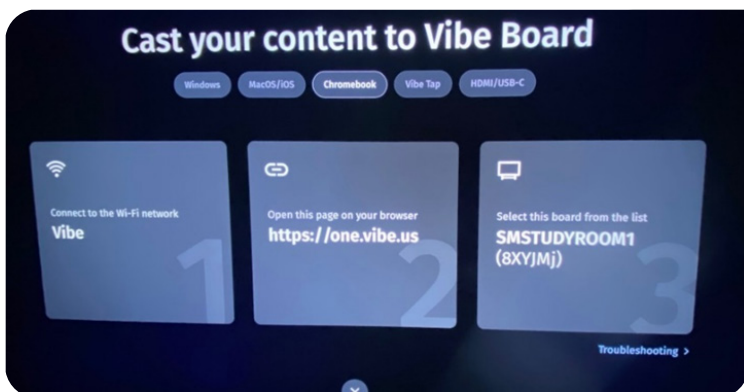 Cast your content to Vibe Board
Windows MacOS/iOS Chromebook Vibe Tap HDMI/USB-C
Connect to the Wi-Fi network
Vibe
1
Open this page on your browser
https://one.vibe.us
2
Select this board from the list
SMSTUDYROOM1
(8XYJMj)
3
Troubleshooting >